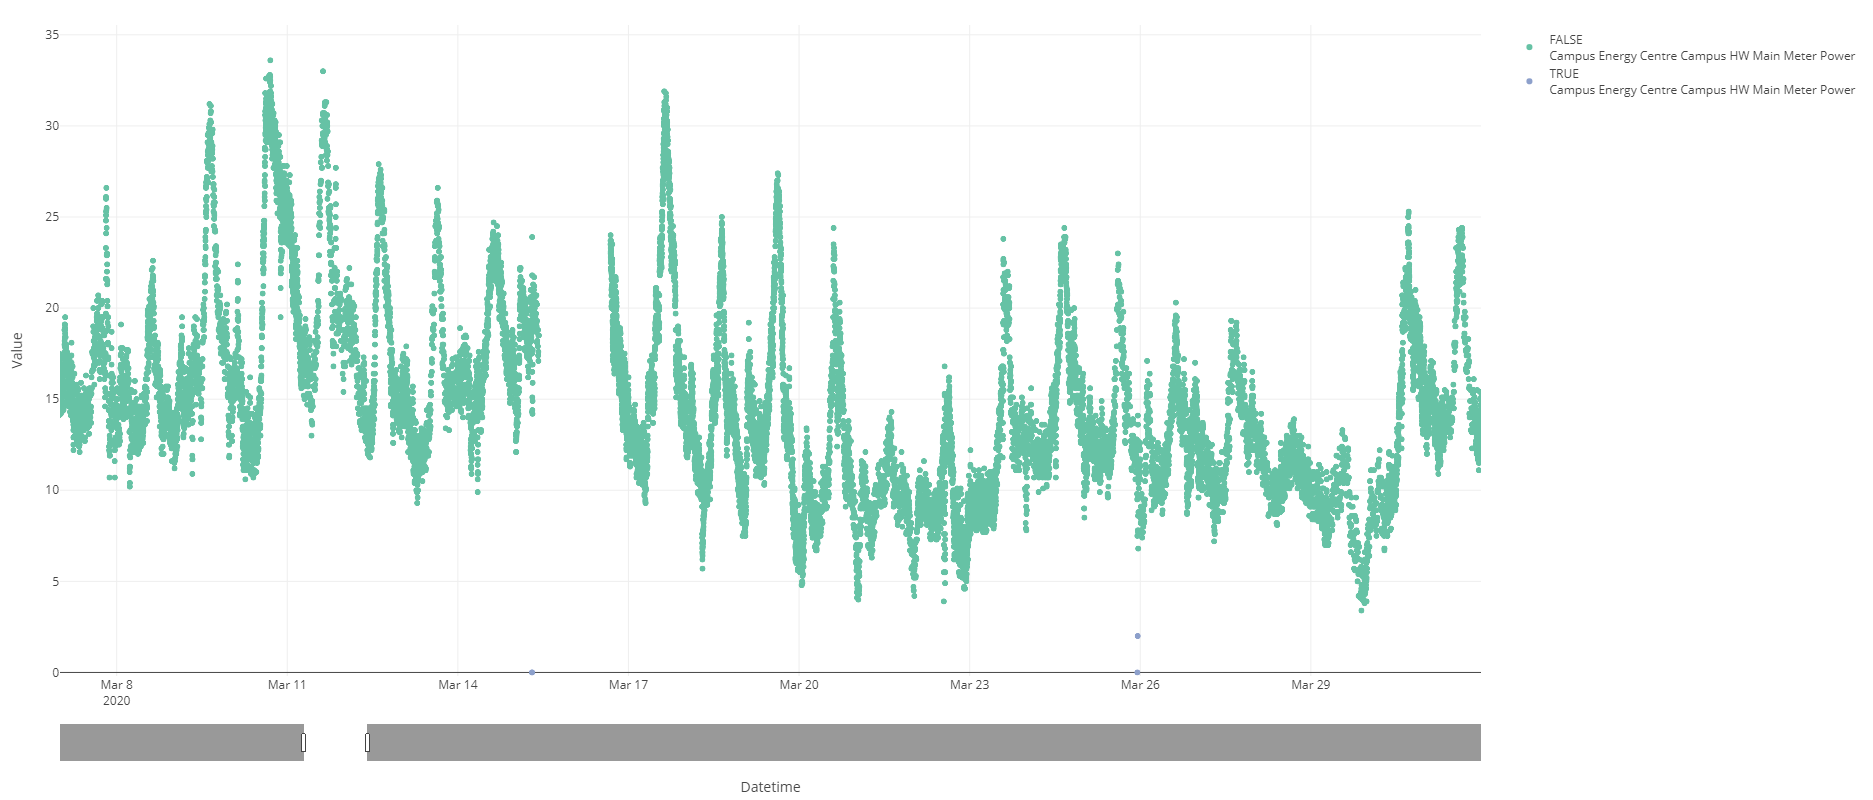 35
30
25
20
15
10
5
0
Value
Mar 8
2020
Mar 11
Mar 14
Mar 17
Mar 20
Mar 23
Mar 26
Mar 29
Datetime
FALSE
Campus Energy Centre Campus HW Main Meter Power
TRUE
Campus Energy Centre Campus HW Main Meter Power